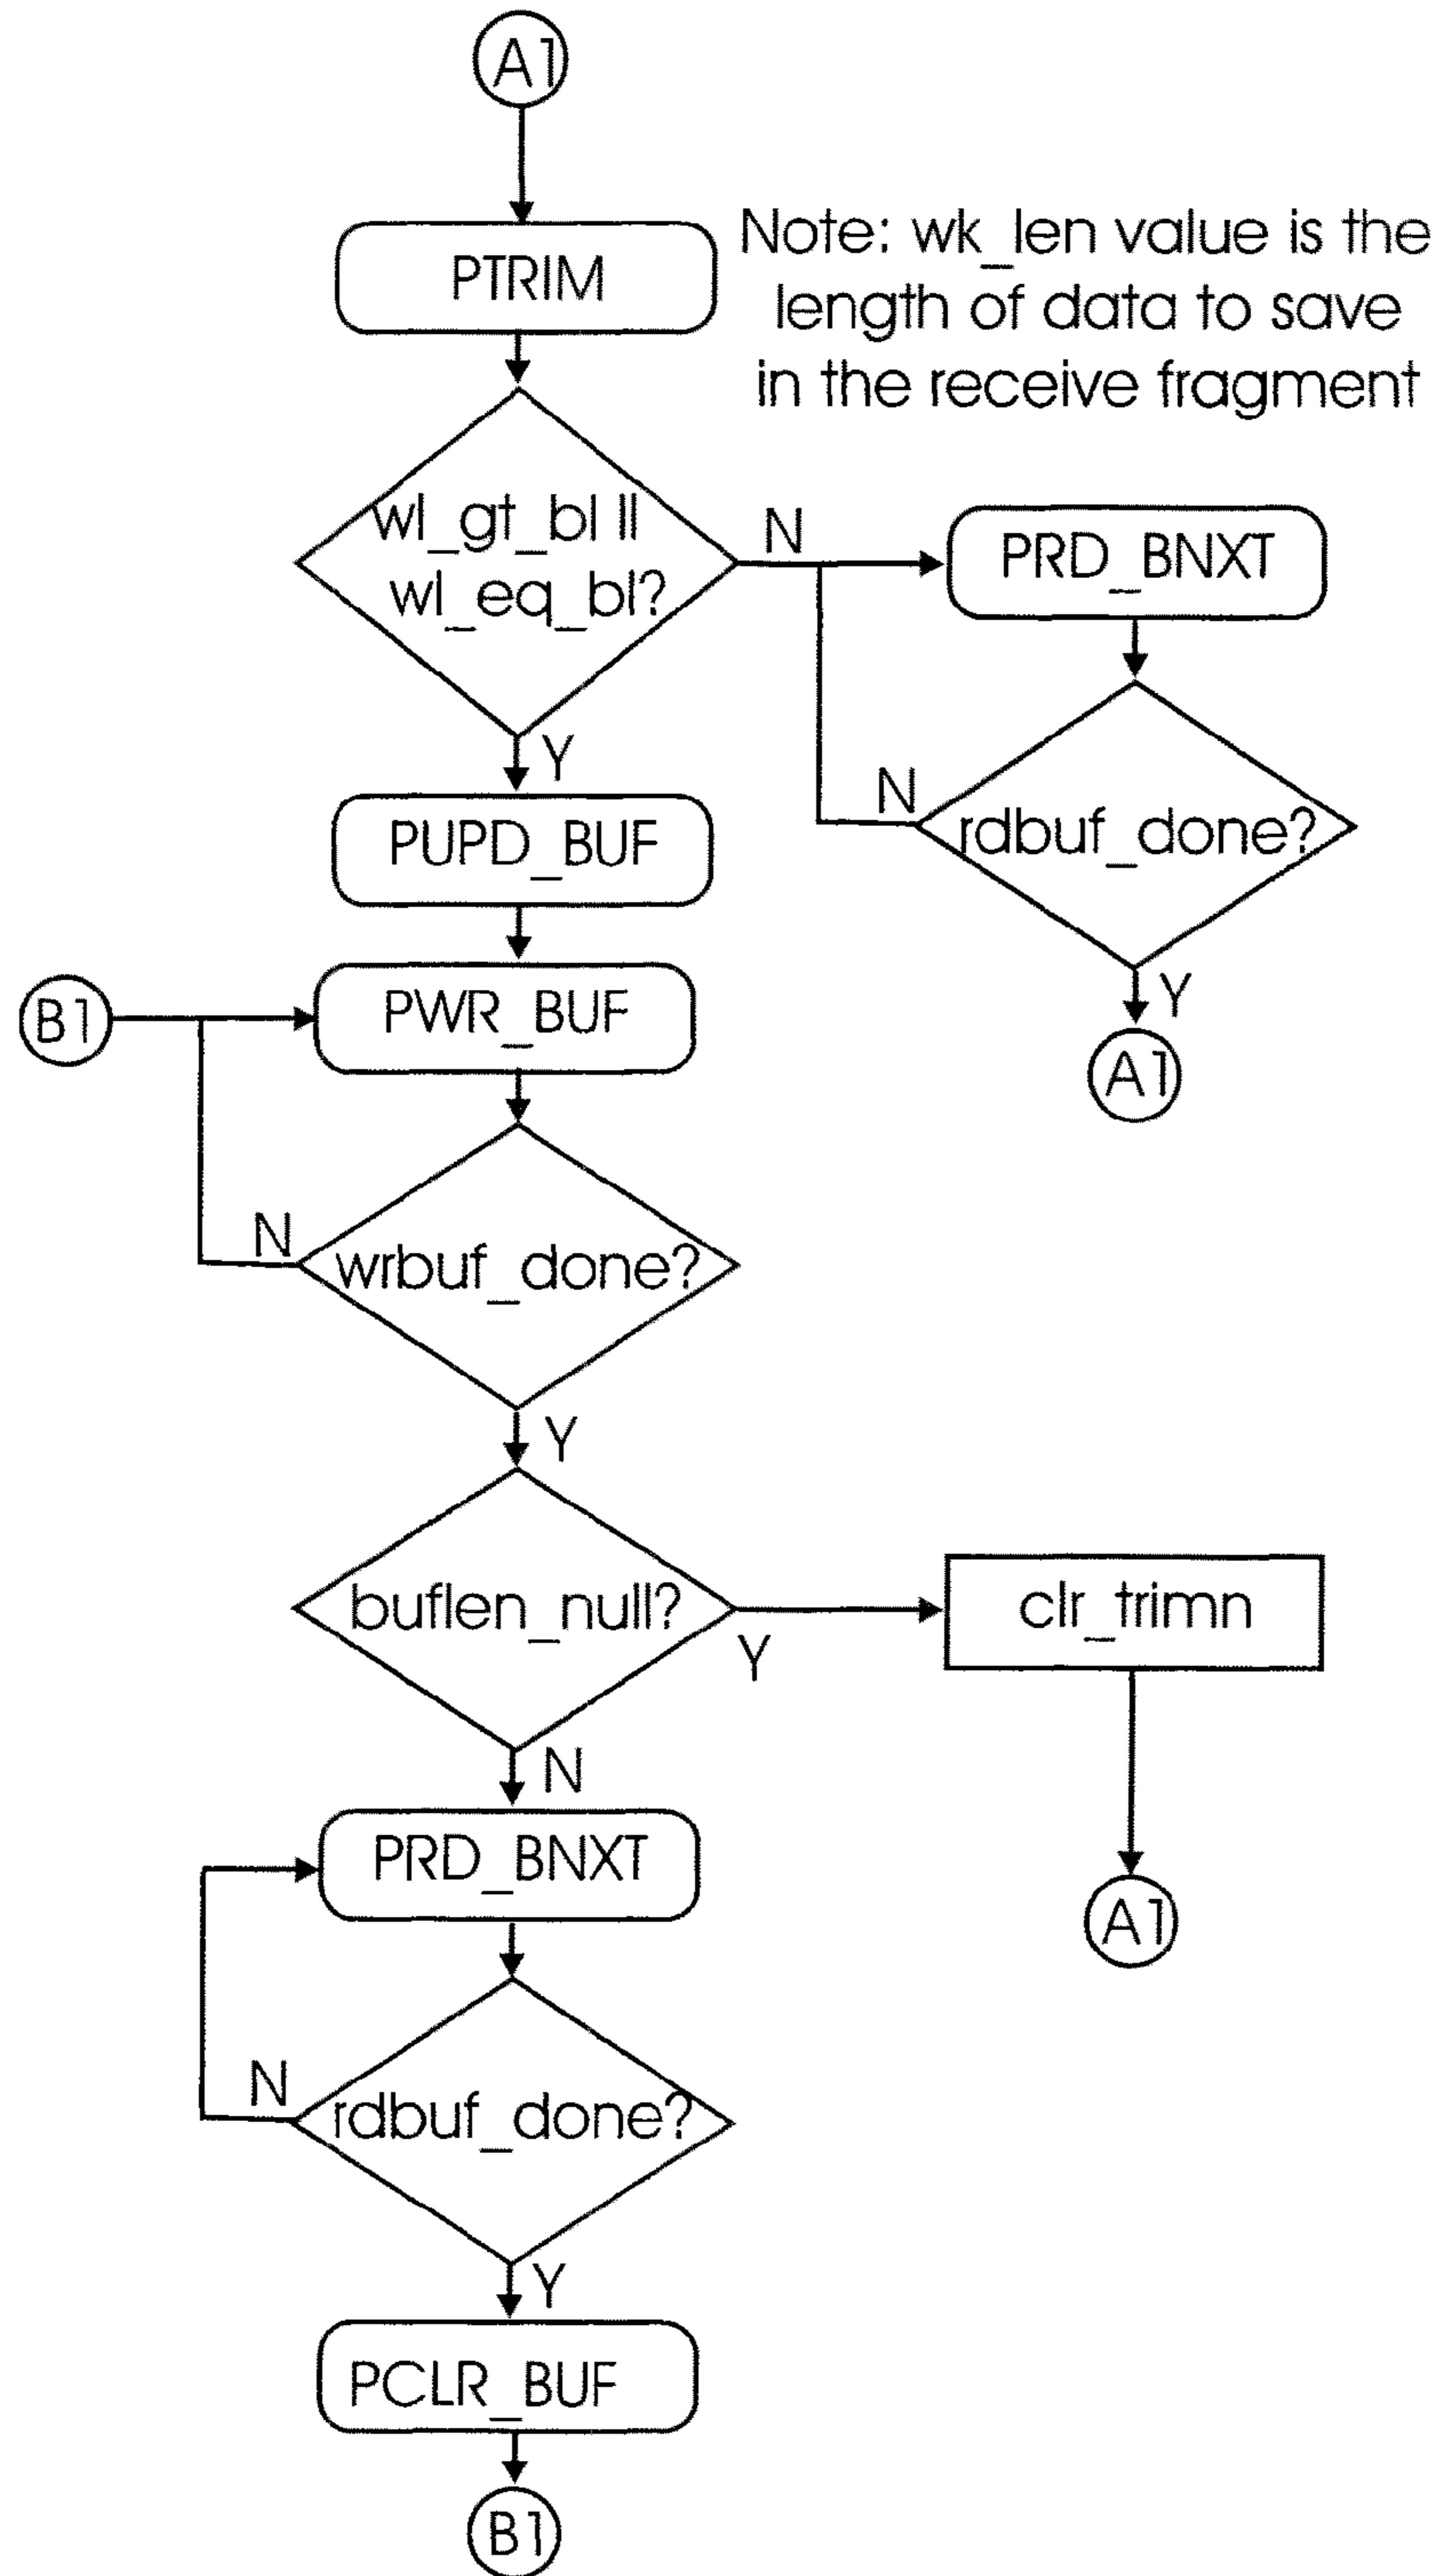 A1
PTRIM
Note: wk_len value is the
length of data to save
in the receive fragment
wl_gt_bl ||
wl_eq_bl?
N
PRD_BNXT
Y
rdbuf_done?
N
PUPD_BUF
Y
A1
B1
PWR_BUF
N
wrbuf_done?
Y
buflen_null?
Y
clr_trimn
N
PRD_BNXT
A1
N
rdbuf_done?
Y
PCLR_BUF
B1